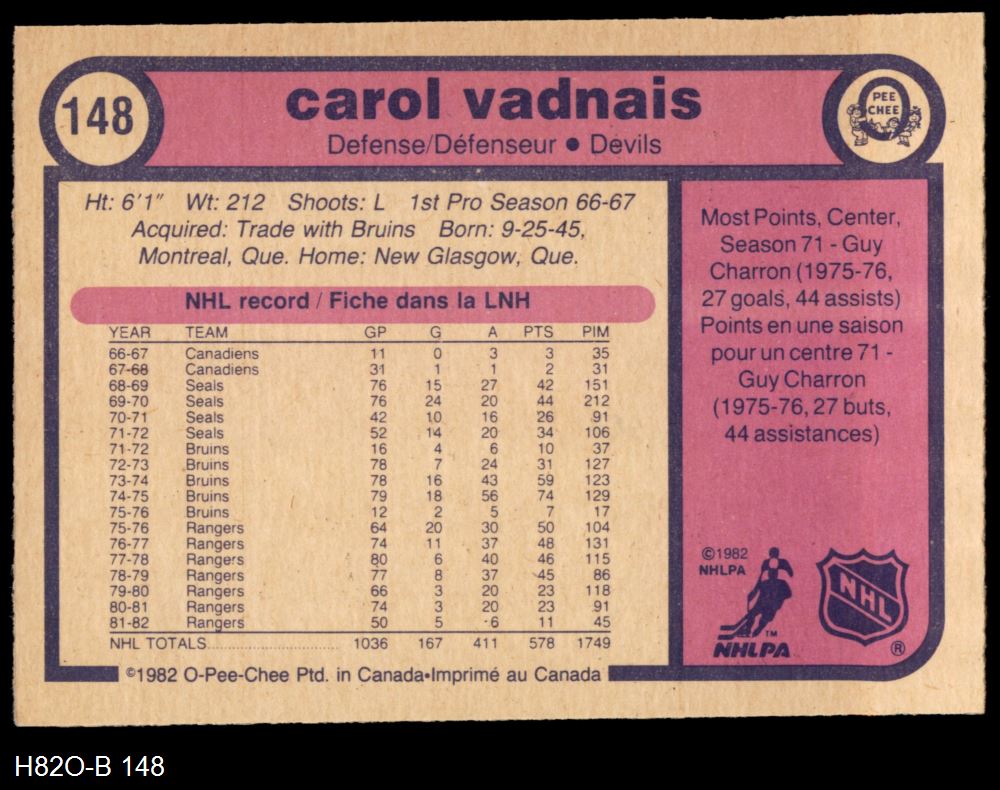 148
carol vadnais
Defense/Défenseur • Devils
O
PEE
CHEE
Ht: 6'1" Wt: 212 Shoots: L 1st Pro Season 66-67
Acquired: Trade with Bruins Born: 9-25-45,
Montreal, Que. Home: New Glasgow, Que.
NHL record / Fiche dans la LNH
YEAR TEAM GP G A PTS PIM
66-67 Canadiens 11 0 3 3 35
67-68 Canadiens 31 1 1 2 31
68-69 Seals 76 15 27 42 151
69-70 Seals 76 24 20 44 212
70-71 Seals 42 10 16 26 91
71-72 Seals 52 14 20 34 106
71-72 Bruins 16 4 6 10 37
72-73 Bruins 78 7 24 31 127
73-74 Bruins 78 16 43 59 123
74-75 Bruins 79 18 56 74 129
75-76 Bruins 12 2 5 7 17
75-76 Rangers 64 20 30 50 104
76-77 Rangers 74 11 37 48 131
77-78 Rangers 80 6 40 46 115
78-79 Rangers 77 8 37 45 86
79-80 Rangers 66 3 20 23 118
80-81 Rangers 74 3 20 23 91
81-82 Rangers 50 5 6 11 45
NHL TOTALS 1036 167 411 578 1749
©1982 O-Pee-Chee Ptd. in Canada•Imprimé au Canada
Most Points, Center,
Season 71 - Guy
Charron (1975-76,
27 goals, 44 assists)
Points en une saison
pour un centre 71 -
Guy Charron
(1975-76, 27 buts,
44 assistances)
©1982
NHLPA
TM
NHLPA
NHL
®
H82O-B 148